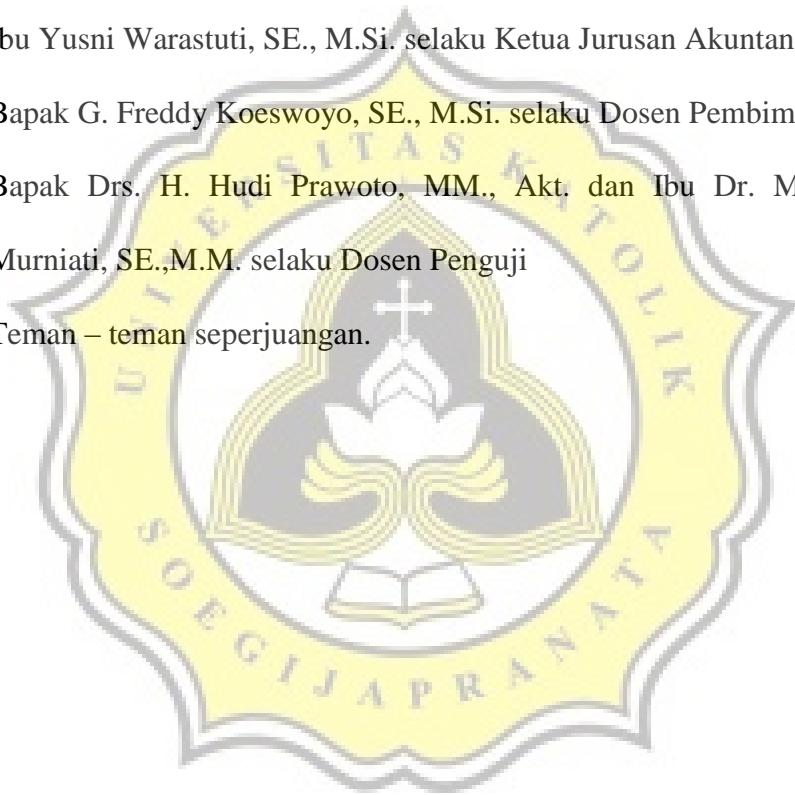 bu Yusni Warastuti, SE., M.Si. selaku Ketua Jurusan Akuntan
Bapak G. Freddy Koeswoyo, SE., M.Si. selaku Dosen Pembim
Bapak Drs. H. Hudi Prawoto, MM., Akt. dan Ibu Dr. M
Murniati, SE.,M.M. selaku Dosen Penguji
Teman – teman seperjuangan.
UNIVERSITAS KATOLIK
SOEGIJAPRANATA